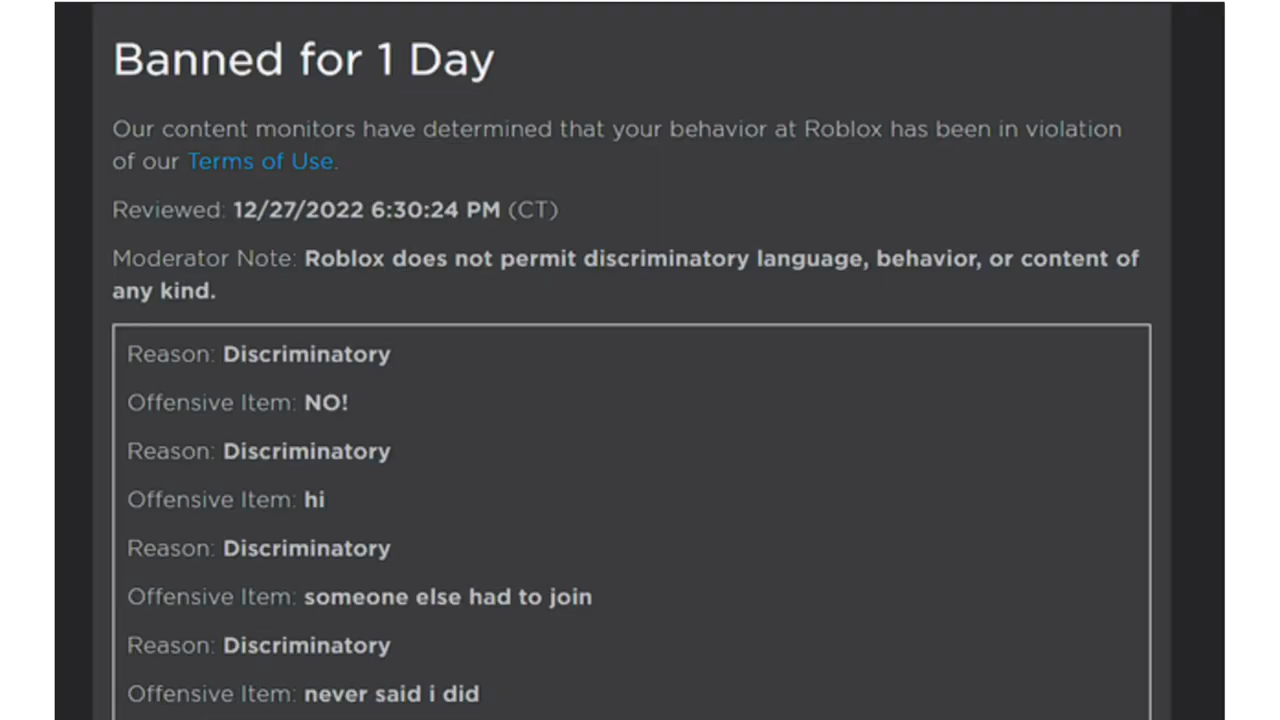 Banned for 1 Day
Our content monitors have determined that your behavior at Roblox has been in violation
of our Terms of Use.
Reviewed: 12/27/2022 6:30:24 PM (CT)
Moderator Note: Roblox does not permit discriminatory language, behavior, or content of
any kind.
Reason: Discriminatory
Offensive Item: NO!
Reason: Discriminatory
Offensive Item: hi
Reason: Discriminatory
Offensive Item: someone else had to join
Reason: Discriminatory
Offensive Item: never said i did